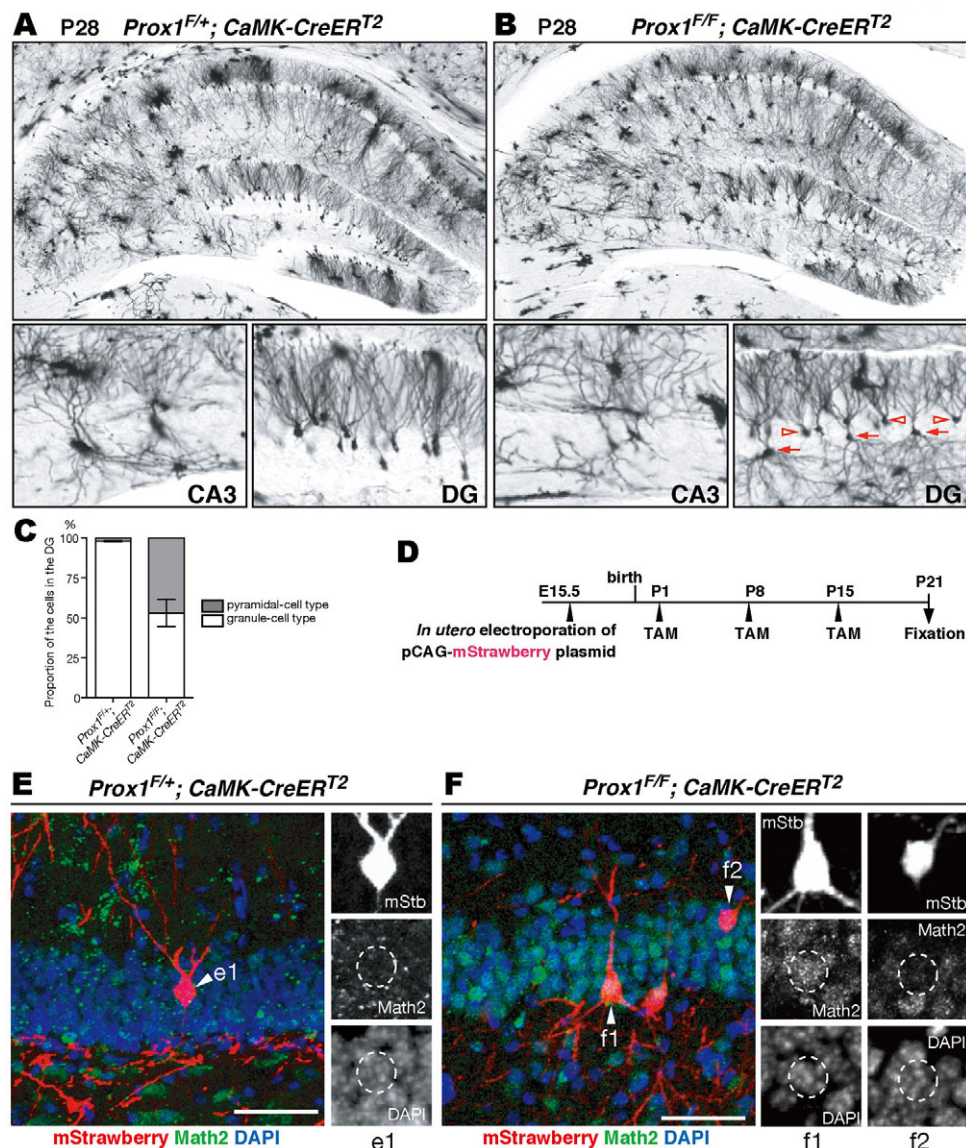 A P28 Prox1F/+; CaMK-CreERT2
B P28 Prox1F/F; CaMK-CreERT2
CA3
DG
CA3
DG
C
%
100
75
50
25
0
Proportion of the cells in the DG
pyramidal-cell type
granule-cell type
Prox1F/+;
CaMK-CreERT2
Prox1F/F;
CaMK-CreERT2
D
E15.5
birth
P1
P8
P15
P21
In utero electroporation of
pCAG-mStrawberry plasmid
TAM
TAM
TAM
Fixation
E Prox1F/+; CaMK-CreERT2
e1
mStb
Math2
DAPI
mStrawberry Math2 DAPI
e1
F Prox1F/F; CaMK-CreERT2
f2
f1
mStb
mStb
Math2
Math2
DAPI
DAPI
mStrawberry Math2 DAPI
f1
f2